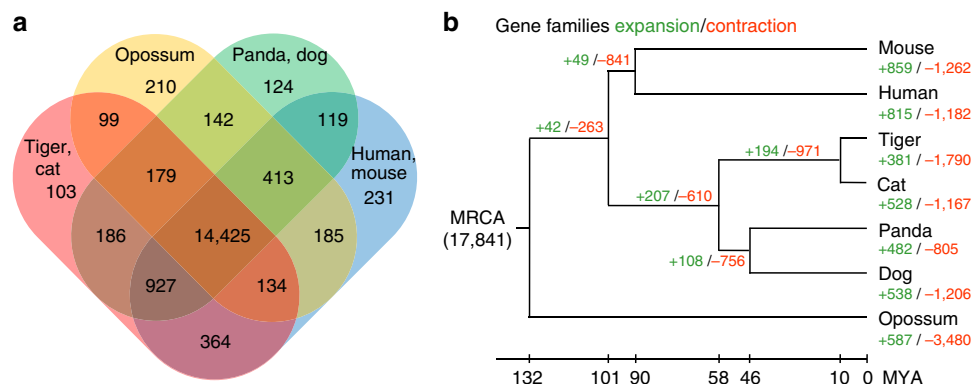 a
Opossum
210
Panda, dog
124
99
142
119
Tiger,
cat
103
179
413
Human,
mouse
231
186
14,425
185
927
134
364
b
Gene families expansion/contraction
Mouse
+859 / –1,262
+49 / –841
Human
+815 / –1,182
+42 / –263
Tiger
+381 / –1,790
+194 / –971
Cat
+528 / –1,167
+207 / –610
MRCA
(17,841)
Panda
+482 / –805
+108 / –756
Dog
+538 / –1,206
Opossum
+587 / –3,480
132 101 90 58 46 10 0 MYA